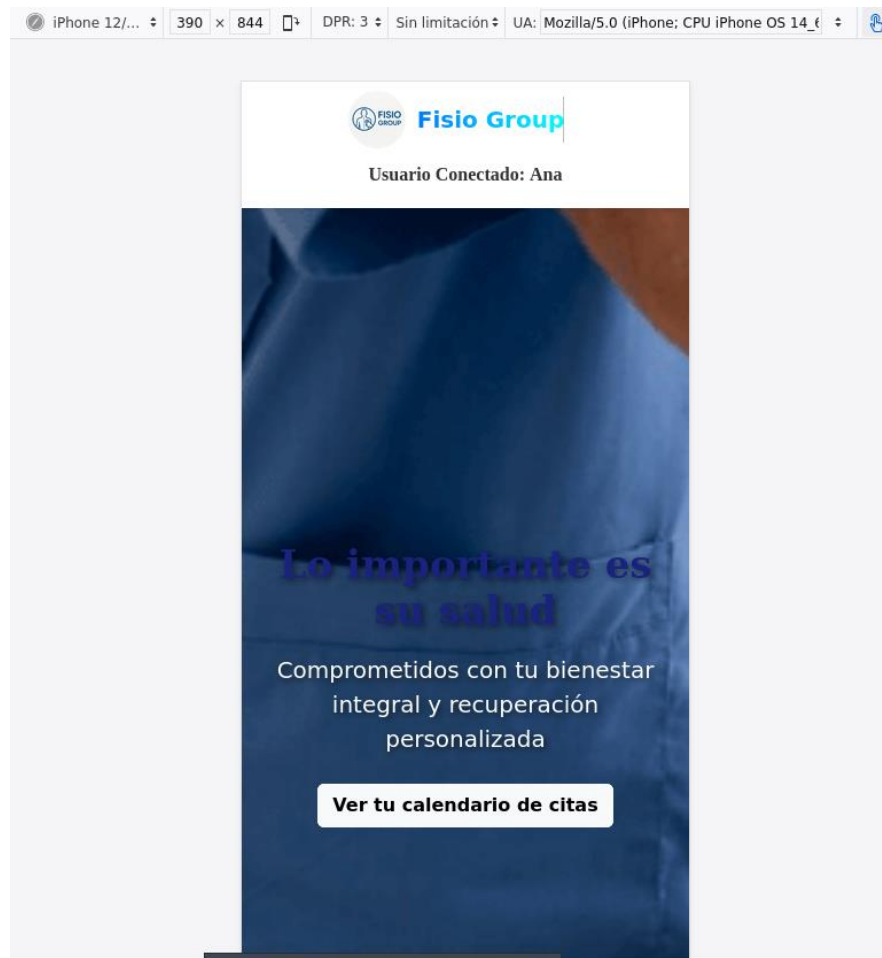 iPhone 12/... 390 × 844 DPR: 3 Sin limitación UA: Mozilla/5.0 (iPhone; CPU iPhone OS 14_6
FISIO
GROUP
Fisio Group
Usuario Conectado: Ana
Lo importante es
su salud
Comprometidos con tu bienestar
integral y recuperación
personalizada
Ver tu calendario de citas